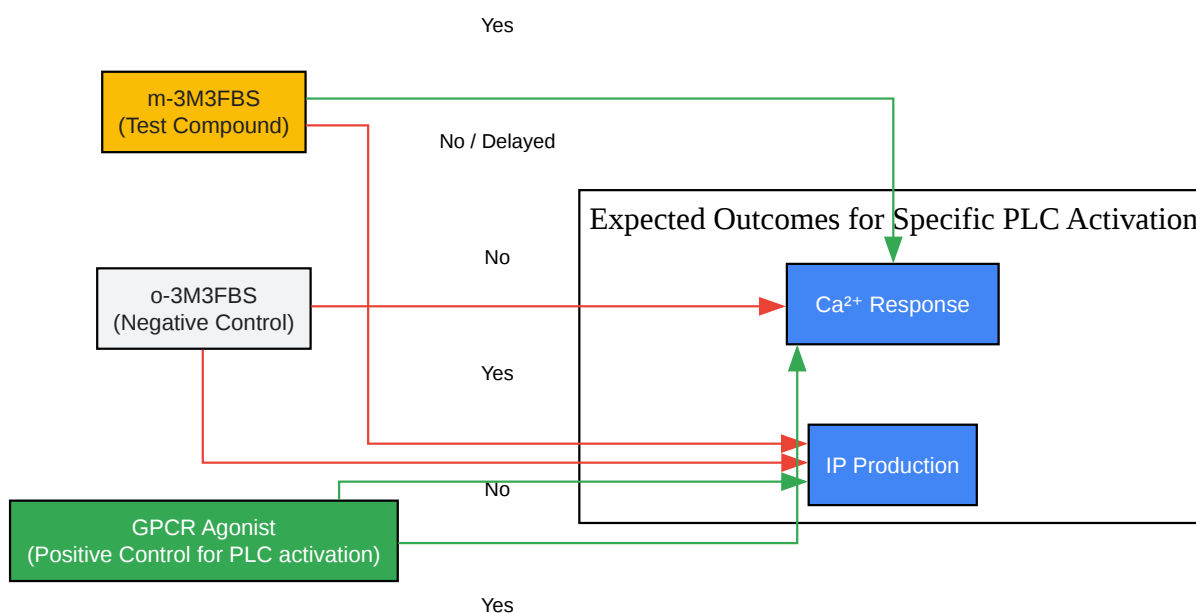 Yes
m-3M3FBS
(Test Compound)
No / Delayed
Expected Outcomes for Specific PLC Activation
No
o-3M3FBS
(Negative Control)
Ca²⁺ Response
Yes
IP Production
No
GPCR Agonist
(Positive Control for PLC activation)
Yes